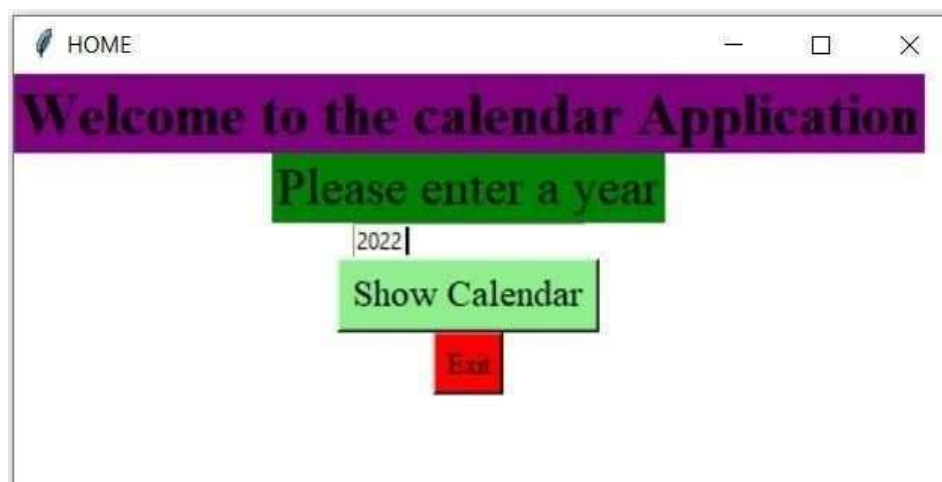 HOME
Welcome to the calendar Application
Please enter a year
2022
Show Calendar
Exit